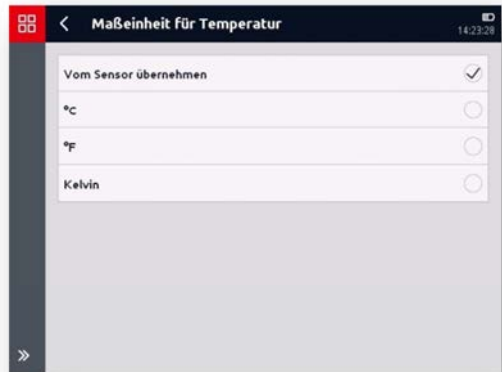 Maßeinheit für Temperatur
14:23:28
Vom Sensor übernehmen
°C
°F
Kelvin